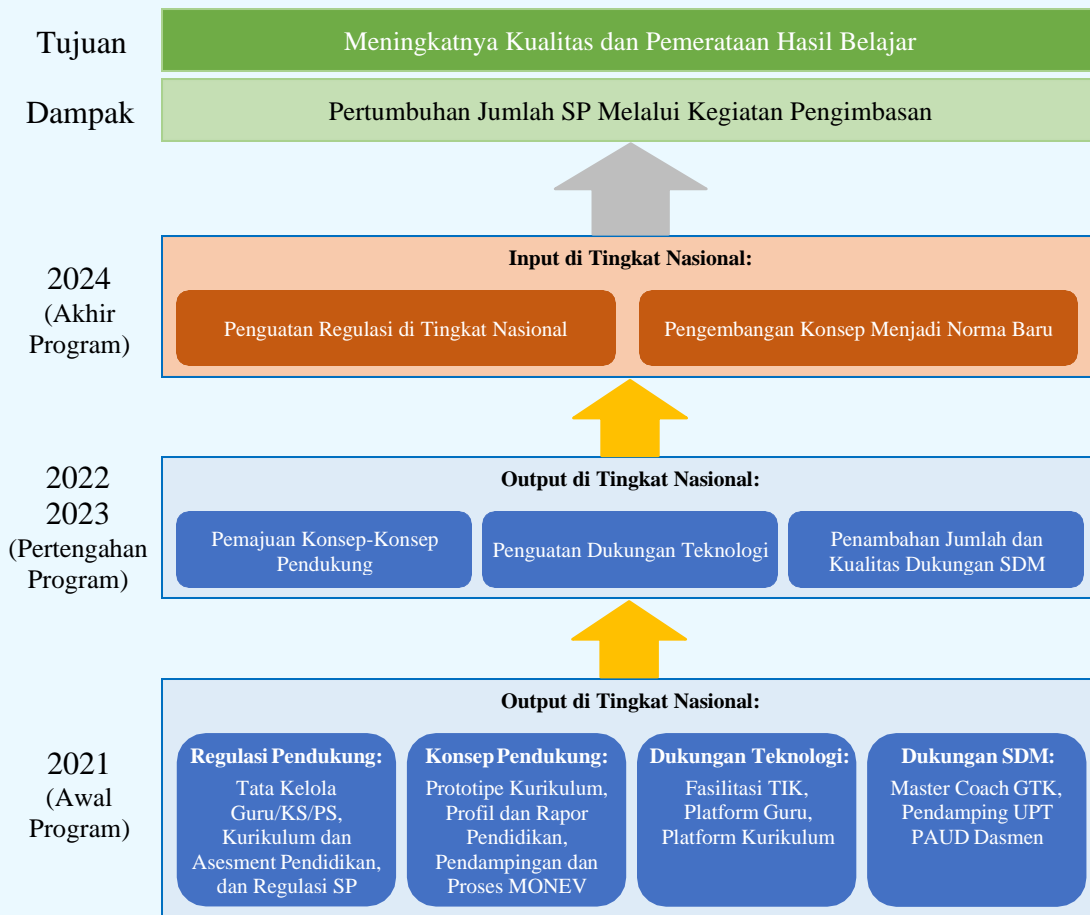 Tujuan
Meningkatnya Kualitas dan Pemerataan Hasil Belajar
Dampak
Pertumbuhan Jumlah SP Melalui Kegiatan Pengimbasan
2024
(Akhir
Program)
Input di Tingkat Nasional:
Penguatan Regulasi di Tingkat Nasional
Pengembangan Konsep Menjadi Norma Baru
2022
2023
(Pertengahan
Program)
Output di Tingkat Nasional:
Pemajuan Konsep-Konsep
Pendukung
Penguatan Dukungan Teknologi
Penambahan Jumlah dan
Kualitas Dukungan SDM
2021
(Awal
Program)
Output di Tingkat Nasional:
Regulasi Pendukung:
Tata Kelola
Guru/KS/PS,
Kurikulum dan
Asesment Pendidikan,
dan Regulasi SP
Konsep Pendukung:
Prototipe Kurikulum,
Profil dan Rapor
Pendidikan,
Pendampingan dan
Proses MONEV
Dukungan Teknologi:
Fasilitasi TIK,
Platform Guru,
Platform Kurikulum
Dukungan SDM:
Master Coach GTK,
Pendamping UPT
PAUD Dasmen